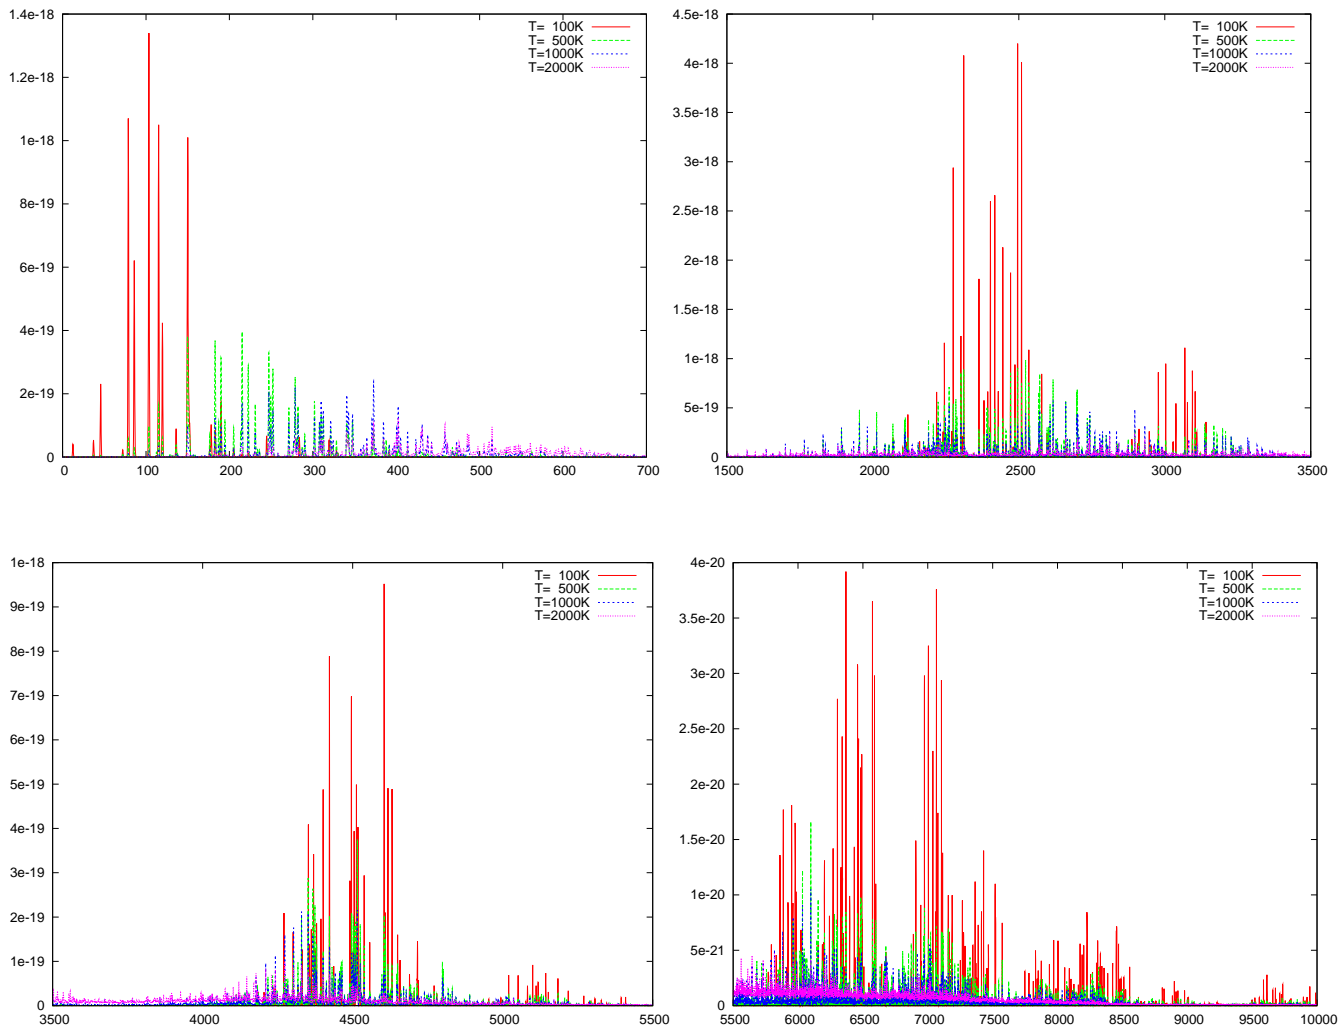 1.4e-18
1.2e-18
1e-18
8e-19
6e-19
4e-19
2e-19
0
0 100 200 300 400 500 600 700
T= 100K
T= 500K
T=1000K
T=2000K
4.5e-18
4e-18
3.5e-18
3e-18
2.5e-18
2e-18
1.5e-18
1e-18
5e-19
0
1500 2000 2500 3000 3500
T= 100K
T= 500K
T=1000K
T=2000K
1e-18
9e-19
8e-19
7e-19
6e-19
5e-19
4e-19
3e-19
2e-19
1e-19
0
3500 4000 4500 5000 5500
T= 100K
T= 500K
T=1000K
T=2000K
4e-20
3.5e-20
3e-20
2.5e-20
2e-20
1.5e-20
1e-20
5e-21
0
5500 6000 6500 7000 7500 8000 8500 9000 9500 10000
T= 100K
T= 500K
T=1000K
T=2000K